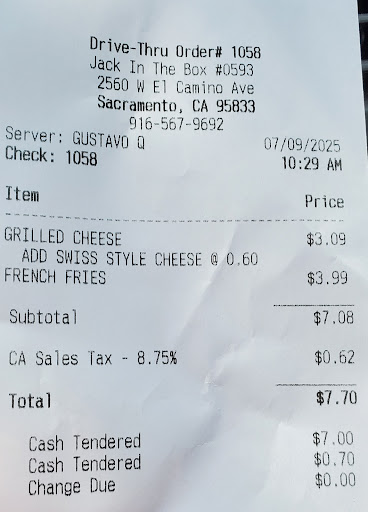 Drive-Thru Order# 1058
Jack In The Box #0593
2560 W El Camino Ave
Sacramento, CA 95833
916-567-9692
Server: GUSTAVO Q 07/09/2025
Check: 1058 10:29 AM
Item Price
GRILLED CHEESE $3.09
ADD SWISS STYLE CHEESE @ 0.60
FRENCH FRIES $3.99
Subtotal $7.08
CA Sales Tax - 8.75% $0.62
Total $7.70
Cash Tendered $7.00
Cash Tendered $0.70
Change Due $0.00